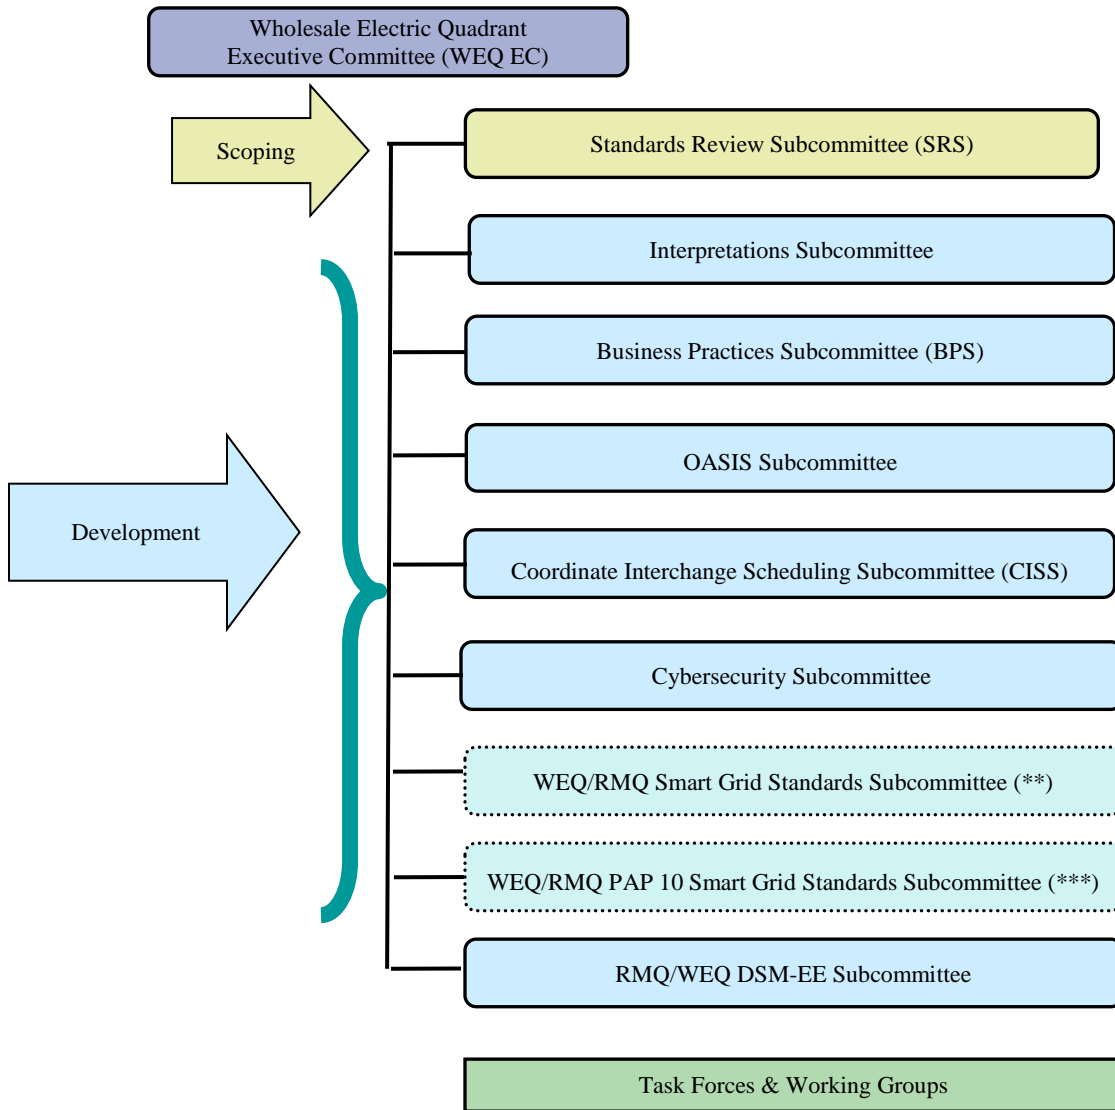 Wholesale Electric Quadrant
Executive Committee (WEQ EC)
Scoping
Standards Review Subcommittee (SRS)
Interpretations Subcommittee
Business Practices Subcommittee (BPS)
OASIS Subcommittee
Development
Coordinate Interchange Scheduling Subcommittee (CISS)
Cybersecurity Subcommittee
WEQ/RMQ Smart Grid Standards Subcommittee (**)
WEQ/RMQ PAP 10 Smart Grid Standards Subcommittee (***)
RMQ/WEQ DSM-EE Subcommittee
Task Forces & Working Groups